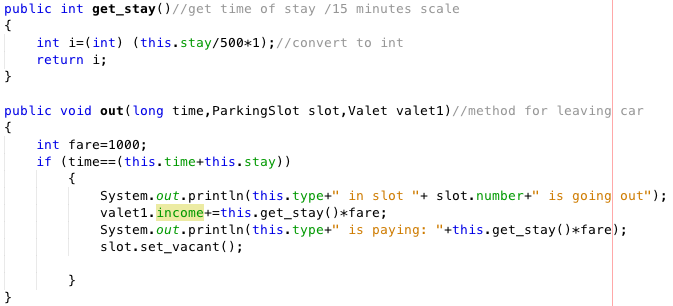 public int get_stay()//get time of stay /15 minutes scale
{
    int i=(int) (this.stay/500*1);//convert to int
    return i;
}

public void out(long time,ParkingSlot slot,Valet valet1)//method for leaving car
{
    int fare=1000;
    if (time==(this.time+this.stay))
        {
            System.out.println(this.type+" in slot "+ slot.number+" is going out");
            valet1.income+=this.get_stay()*fare;
            System.out.println(this.type+" is paying: "+this.get_stay()*fare);
            slot.set_vacant();

        }
}